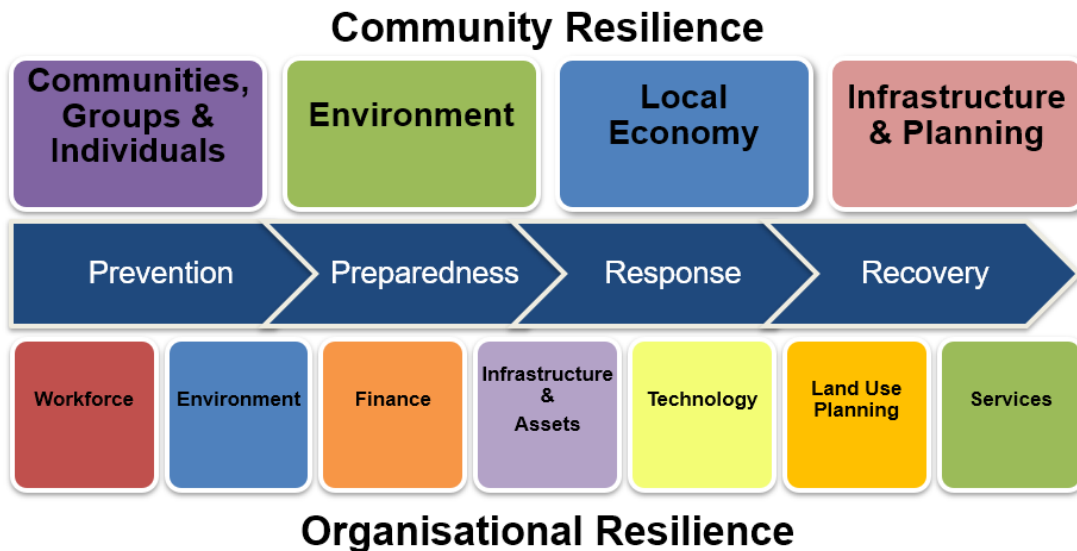 Community Resilience
Communities,
Groups &
Individuals
Environment
Local
Economy
Infrastructure
& Planning
Prevention
Preparedness
Response
Recovery
Workforce
Environment
Finance
Infrastructure
&
Assets
Technology
Land Use
Planning
Services
Organisational Resilience